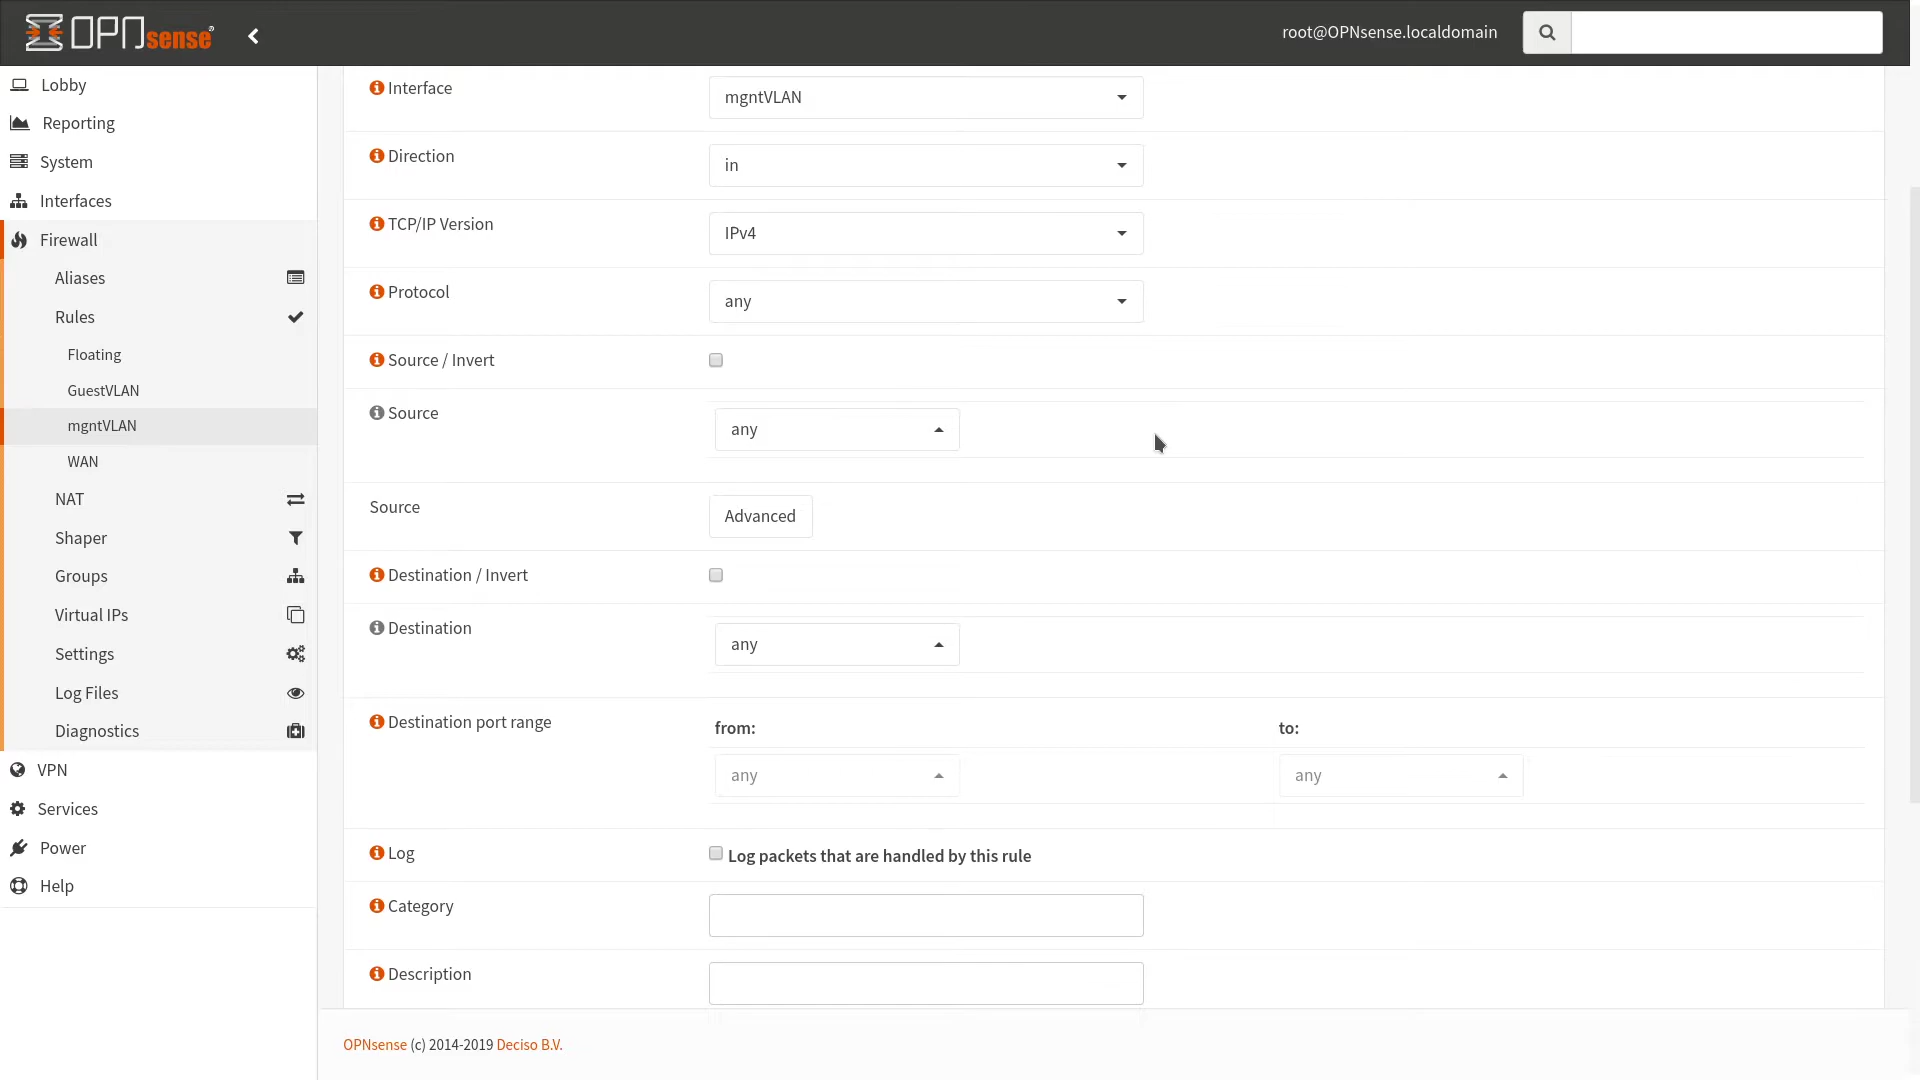 OPNsense
root@OPNsense.localdomain
Lobby
Reporting
System
Interfaces
Firewall
Aliases
Rules
Floating
GuestVLAN
mgntVLAN
WAN
NAT
Shaper
Groups
Virtual IPs
Settings
Log Files
Diagnostics
VPN
Services
Power
Help
Interface
mgntVLAN
Direction
in
TCP/IP Version
IPv4
Protocol
any
Source / Invert
Source
any
Source
Advanced
Destination / Invert
Destination
any
Destination port range
from: to:
any any
Log
Log packets that are handled by this rule
Category
Description
OPNsense (c) 2014-2019 Deciso B.V.